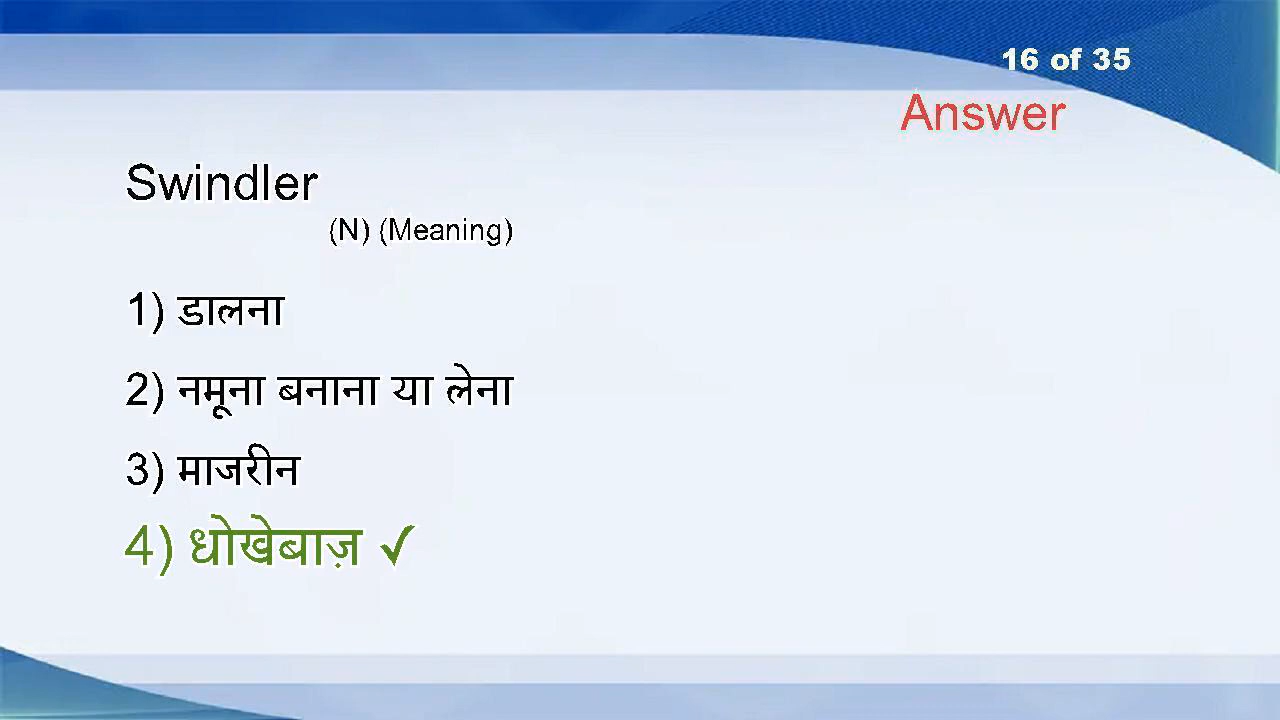 16 of 35
Answer
Swindler
(N) (Meaning)
1) डालना
2) नमूना बनाना या लेना
3) माजरीन
4) धोखेबाज़ ✓